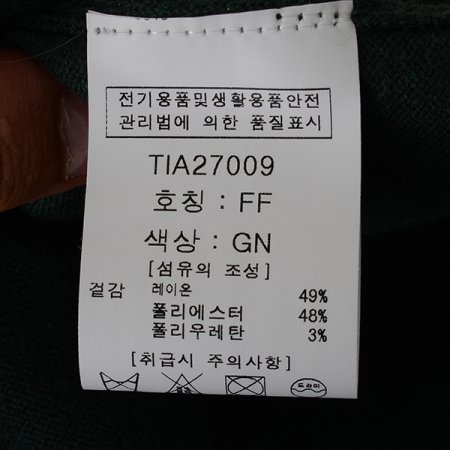 전기용품및생활용품안전
관리법에 의한 품질표시
TIA27009
호칭 : FF
색상 : GN
[섬유의 조성]
겉감 레이온 49%
폴리에스터 48%
폴리우레탄 3%
[취급시 주의사항]
드라이